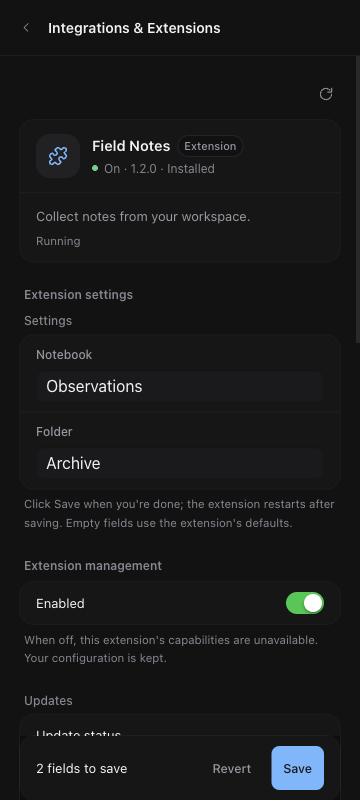 Integrations & Extensions
Field Notes Extension
On · 1.2.0 · Installed
Collect notes from your workspace.
Running
Extension settings
Settings
Notebook
Observations
Folder
Archive
Click Save when you're done; the extension restarts after
saving. Empty fields use the extension's defaults.
Extension management
Enabled
When off, this extension's capabilities are unavailable.
Your configuration is kept.
Updates
Update status
2 fields to save
Revert
Save